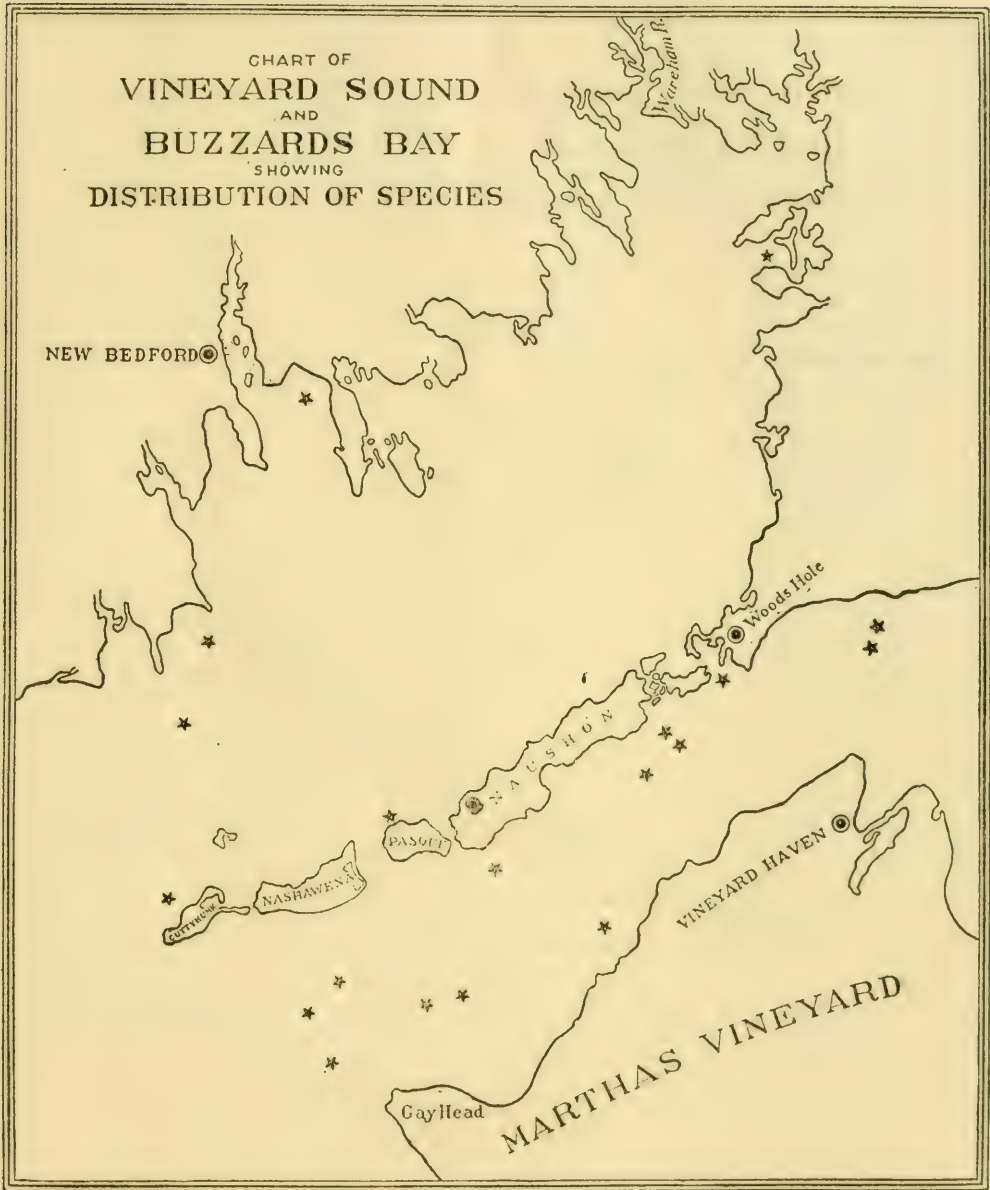 CHART OF
VINEYARD SOUND
AND
BUZZARDS BAY
SHOWING
DISTRIBUTION OF SPECIES
Wareham R.
NEW BEDFORD
Woods Hole
NAUSHON
PASQUE
NASHAWENA
CUTTYHUNK
VINEYARD HAVEN
MARTHAS VINEYARD
Gay Head